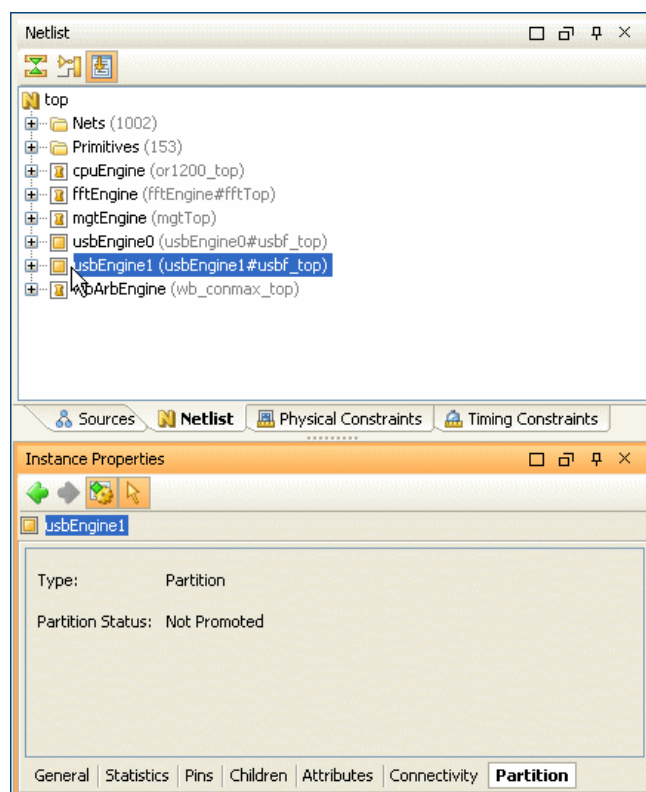 Netlist
top
Nets (1002)
Primitives (153)
cpuEngine (or1200_top)
fftEngine (fftEngine#fftTop)
mgtEngine (mgtTop)
usbEngine0 (usbEngine0#usbf_top)
usbEngine1 (usbEngine1#usbf_top)
wbArbEngine (wb_conmax_top)
Sources Netlist Physical Constraints Timing Constraints
Instance Properties
usbEngine1
Type: Partition
Partition Status: Not Promoted
General Statistics Pins Children Attributes Connectivity Partition